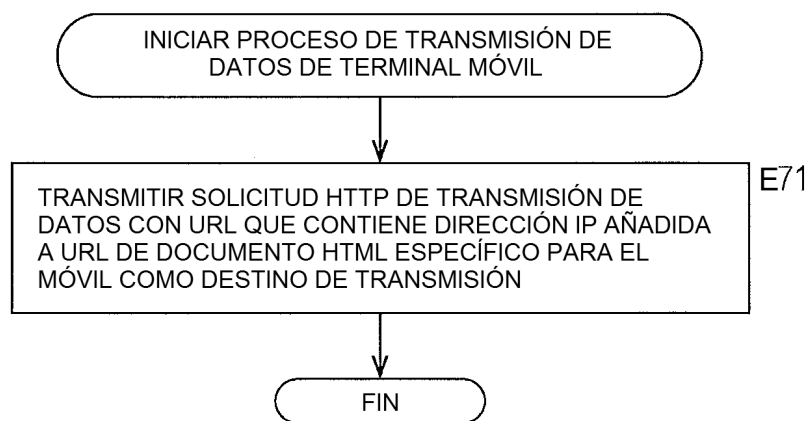 INICIAR PROCESO DE TRANSMISIÓN DE
DATOS DE TERMINAL MÓVIL
E71
TRANSMITIR SOLICITUD HTTP DE TRANSMISIÓN DE
DATOS CON URL QUE CONTIENE DIRECCIÓN IP AÑADIDA
A URL DE DOCUMENTO HTML ESPECÍFICO PARA EL
MÓVIL COMO DESTINO DE TRANSMISIÓN
FIN